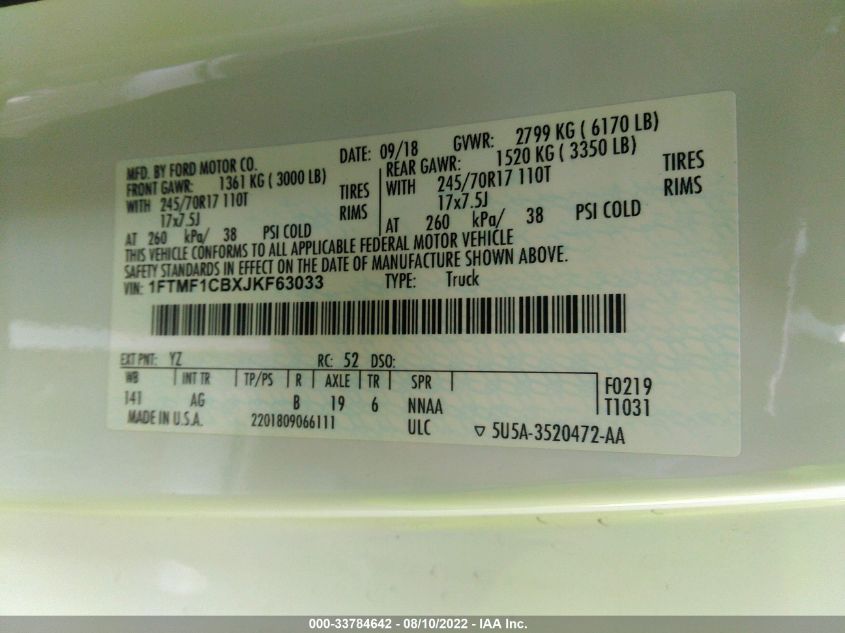 MFD. BY FORD MOTOR CO.
DATE: 09/18 GVWR: 2799 KG ( 6170 LB)
FRONT GAWR: 1361 KG ( 3000 LB)
REAR GAWR: 1520 KG ( 3350 LB)
WITH 245/70R17 110T TIRES
WITH 245/70R17 110T TIRES
17x7.5J RIMS
17x7.5J RIMS
AT 260 kPa/ 38 PSI COLD
AT 260 kPa/ 38 PSI COLD
THIS VEHICLE CONFORMS TO ALL APPLICABLE FEDERAL MOTOR VEHICLE
SAFETY STANDARDS IN EFFECT ON THE DATE OF MANUFACTURE SHOWN ABOVE.
VIN: 1FTMF1CBXJKF63033 TYPE: Truck
EXT PNT: YZ RC: 52 DSO:
WB INT TR TP/PS R AXLE TR SPR
F0219
141 AG B 19 6 NNAA
T1031
MADE IN U.S.A. 2201809066111 ULC ▽ 5U5A-3520472-AA
000-33784642 - 08/10/2022 - IAA Inc.